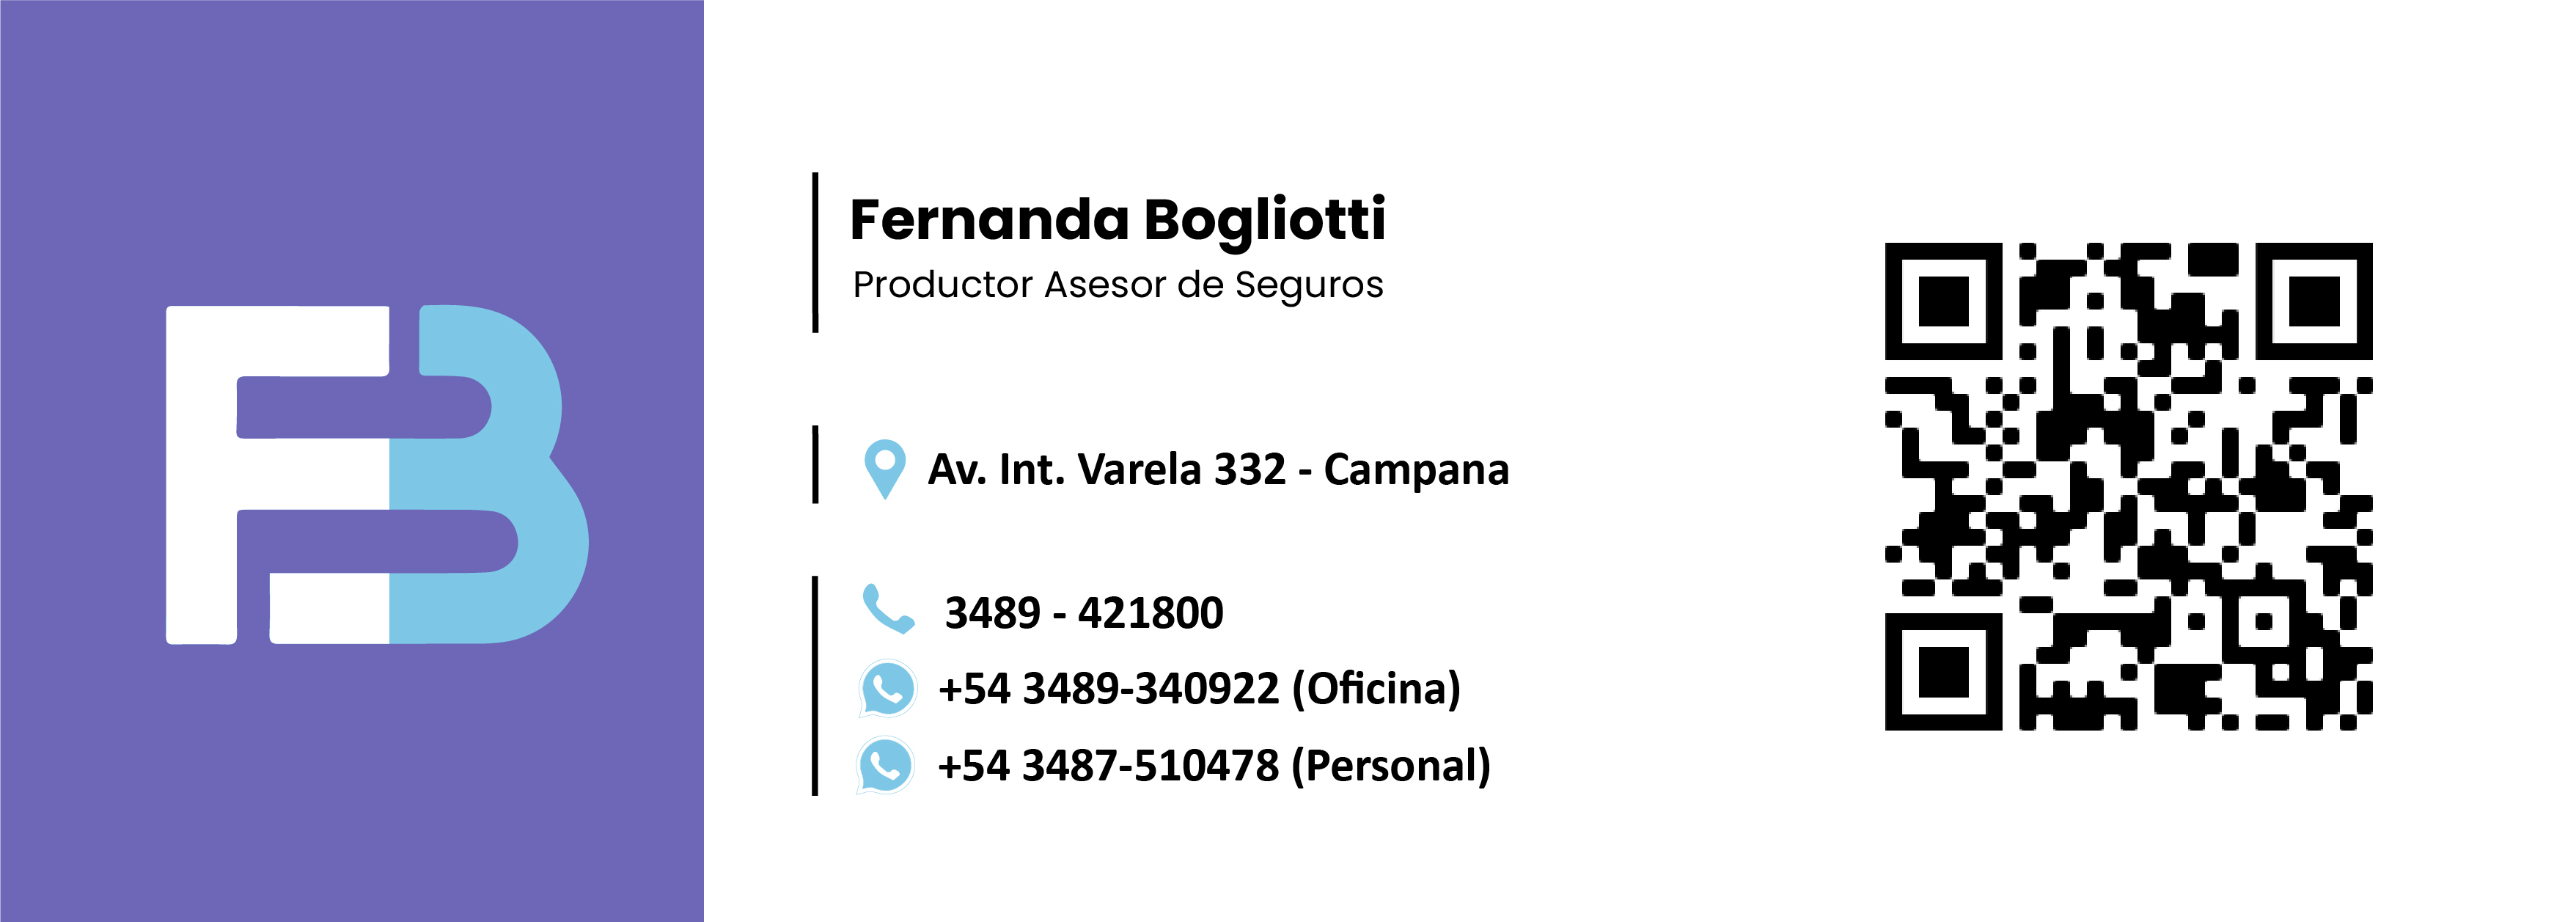 FB
Fernanda Bogliotti
Productor Asesor de Seguros
Av. Int. Varela 332 - Campana
3489 - 421800
+54 3489-340922 (Oficina)
+54 3487-510478 (Personal)